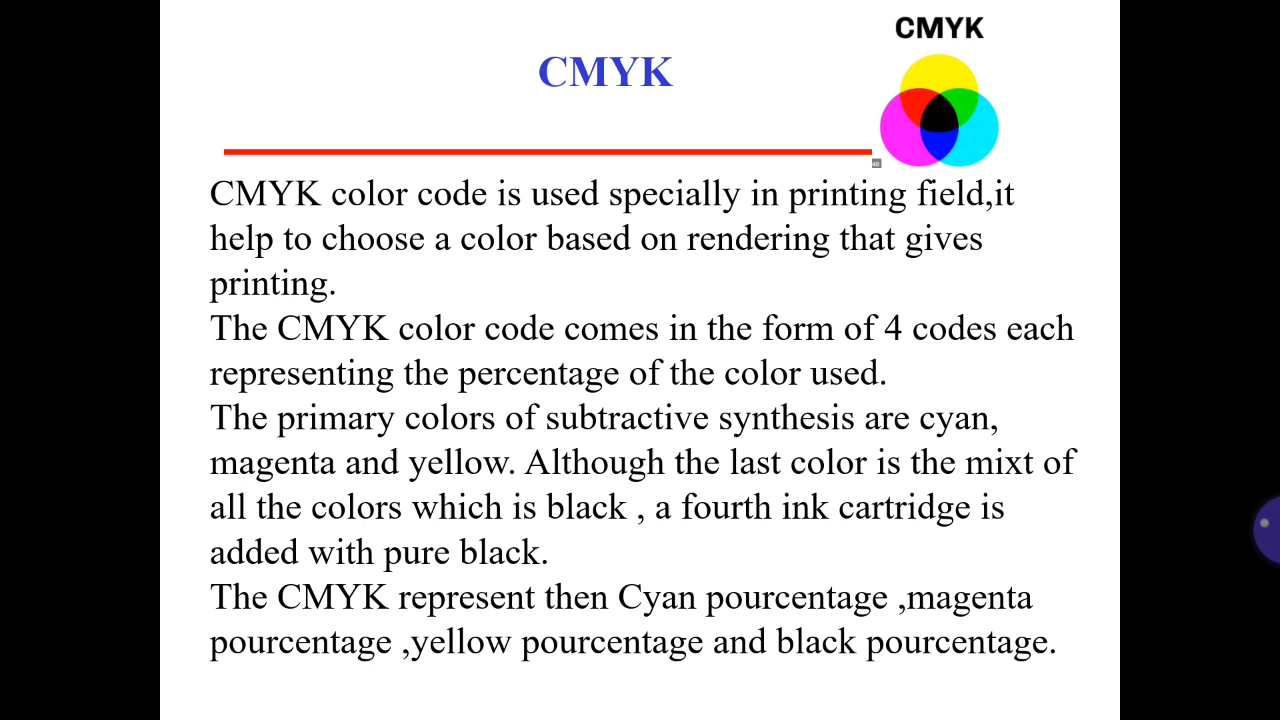 CMYK
CMYK
CMYK color code is used specially in printing field,it
help to choose a color based on rendering that gives
printing.
The CMYK color code comes in the form of 4 codes each
representing the percentage of the color used.
The primary colors of subtractive synthesis are cyan,
magenta and yellow. Although the last color is the mixt of
all the colors which is black , a fourth ink cartridge is
added with pure black.
The CMYK represent then Cyan pourcentage ,magenta
pourcentage ,yellow pourcentage and black pourcentage.